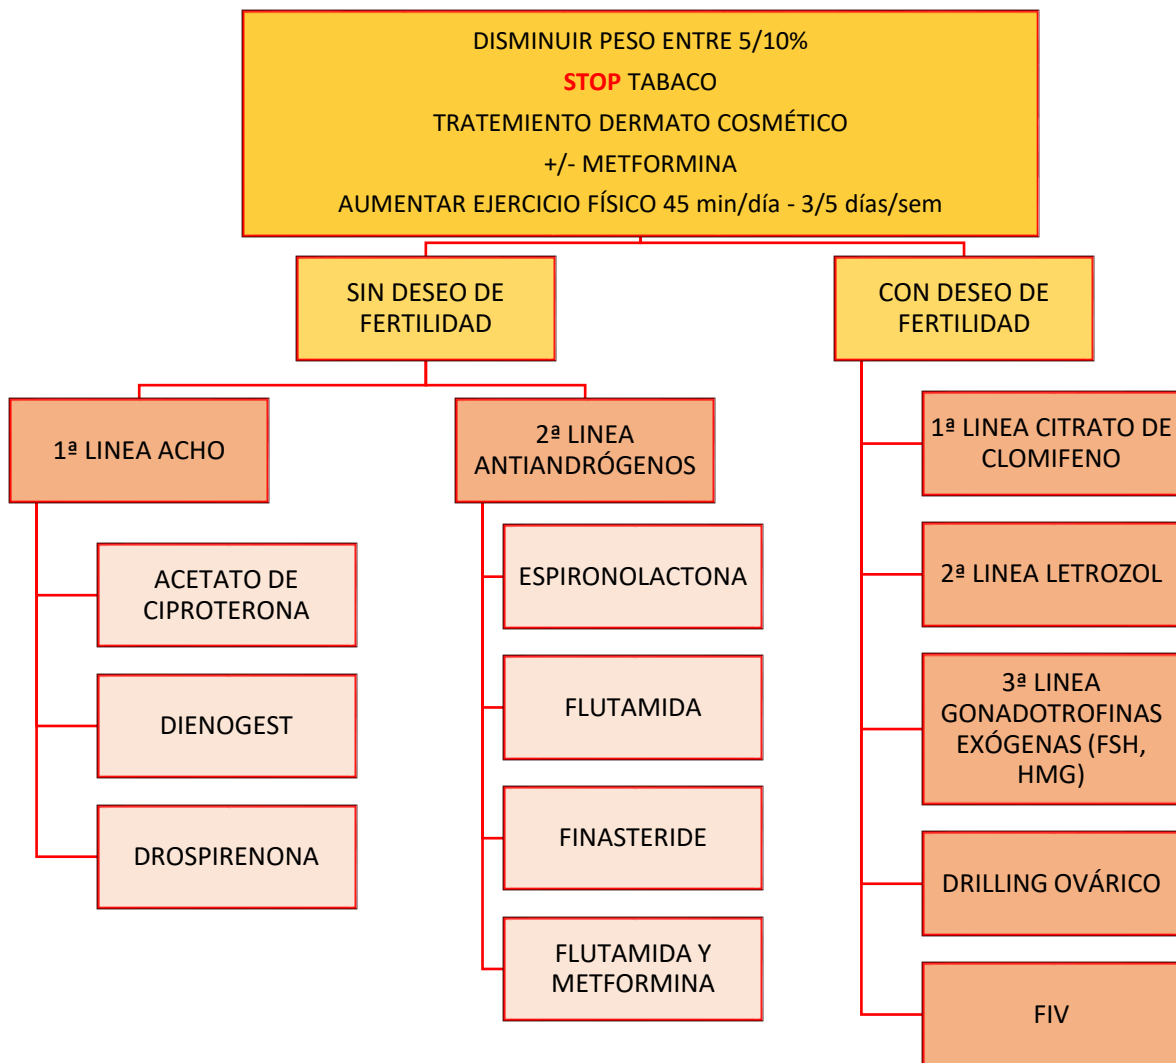 DISMINUIR PESO ENTRE 5/10%
STOP TABACO
TRATEMIENTO DERMATO COSMÉTICO
+/- METFORMINA
AUMENTAR EJERCICIO FÍSICO 45 min/día - 3/5 días/sem
SIN DESEO DE
FERTILIDAD
1ª LINEA ACHO
ACETATO DE
CIPROTERONA
DIENOGEST
DROSPIRENONA
2ª LINEA
ANTIANDRÓGENOS
ESPIRONOLACTONA
FLUTAMIDA
FINASTERIDE
FLUTAMIDA Y
METFORMINA
CON DESEO DE
FERTILIDAD
1ª LINEA CITRATO DE
CLOMIFENO
2ª LINEA LETROZOL
3ª LINEA
GONADOTROFINAS
EXÓGENAS (FSH,
HMG)
DRILLING OVÁRICO
FIV